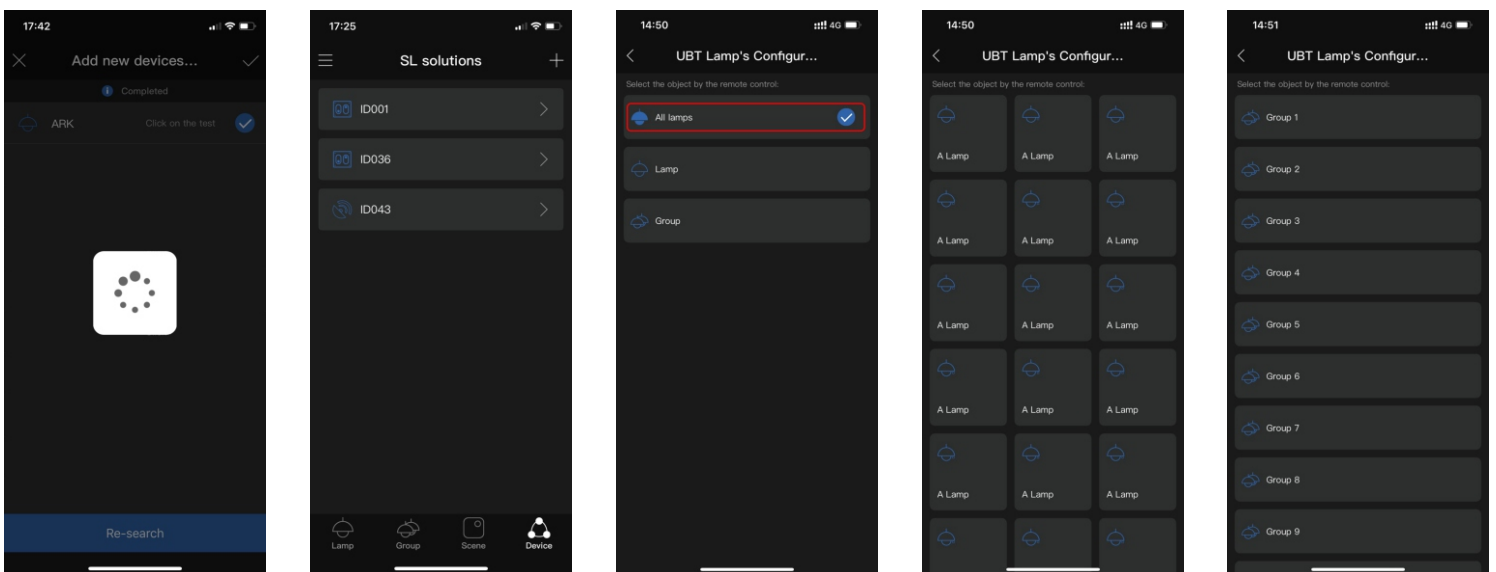 17:42
Add new devices...
Completed
ARK
Click on the test
Re-search
17:25
SL solutions
ID001
ID036
ID043
Lamp
Group
Scene
Device
14:50
4G
UBT Lamp's Configur...
Select the object by the remote control:
All lamps
Lamp
Group
14:50
4G
UBT Lamp's Configur...
Select the object by the remote control:
A Lamp A Lamp A Lamp
A Lamp A Lamp A Lamp
A Lamp A Lamp A Lamp
A Lamp A Lamp A Lamp
A Lamp A Lamp A Lamp
14:51
4G
UBT Lamp's Configur...
Select the object by the remote control:
Group 1
Group 2
Group 3
Group 4
Group 5
Group 6
Group 7
Group 8
Group 9